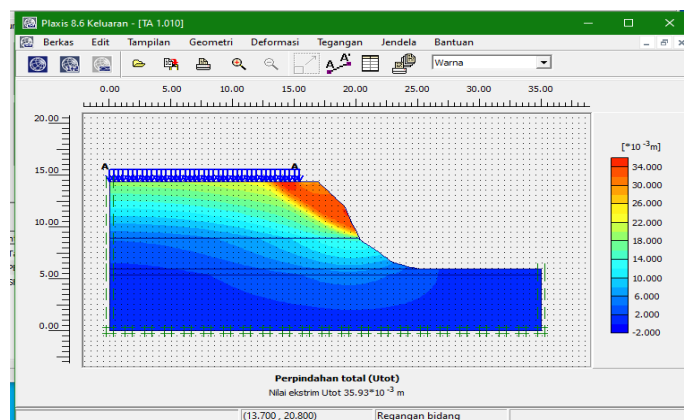 Plaxis 8.6 Keluaran - [TA 1.010]
Berkas Edit Tampilan Geometri Deformasi Tegangan Jendela Bantuan
Warna
0.00 5.00 10.00 15.00 20.00 25.00 30.00 35.00
20.00
15.00
10.00
5.00
0.00
A A
[*10 -3 m]
34.000
30.000
26.000
22.000
18.000
14.000
10.000
6.000
2.000
-2.000
Perpindahan total (Utot)
Nilai ekstrim Utot 35.93*10 -3 m
(13.700 , 20.800) Regangan bidang